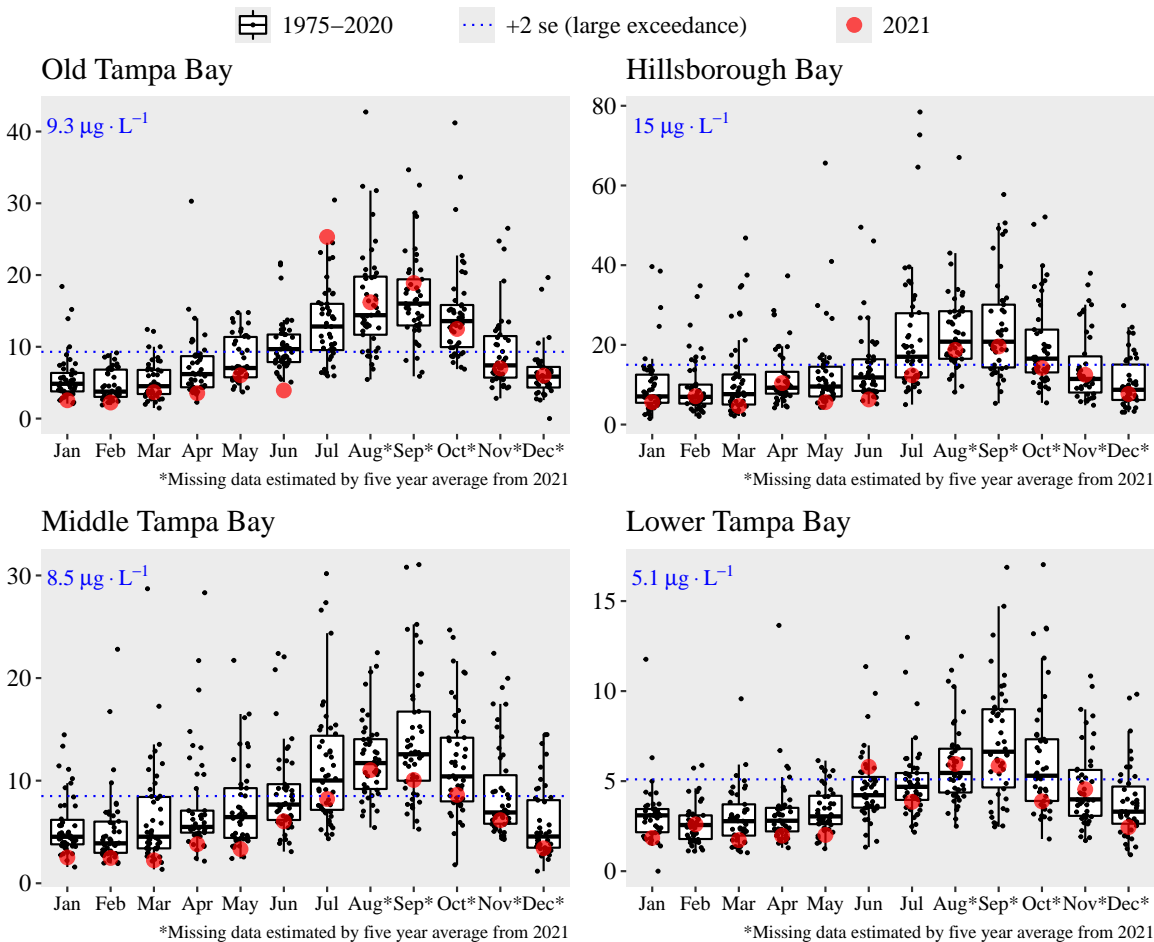 1975−2020 +2 se (large exceedance) 2021
Old Tampa Bay
9.3 μg ⋅ L⁻¹
40
30
20
10
0
Jan Feb Mar Apr May Jun Jul Aug* Sep* Oct* Nov* Dec*
*Missing data estimated by five year average from 2021
Hillsborough Bay
15 μg ⋅ L⁻¹
80
60
40
20
0
Jan Feb Mar Apr May Jun Jul Aug* Sep* Oct* Nov* Dec*
*Missing data estimated by five year average from 2021
Middle Tampa Bay
8.5 μg ⋅ L⁻¹
30
20
10
0
Jan Feb Mar Apr May Jun Jul Aug* Sep* Oct* Nov* Dec*
*Missing data estimated by five year average from 2021
Lower Tampa Bay
5.1 μg ⋅ L⁻¹
15
10
5
0
Jan Feb Mar Apr May Jun Jul Aug* Sep* Oct* Nov* Dec*
*Missing data estimated by five year average from 2021